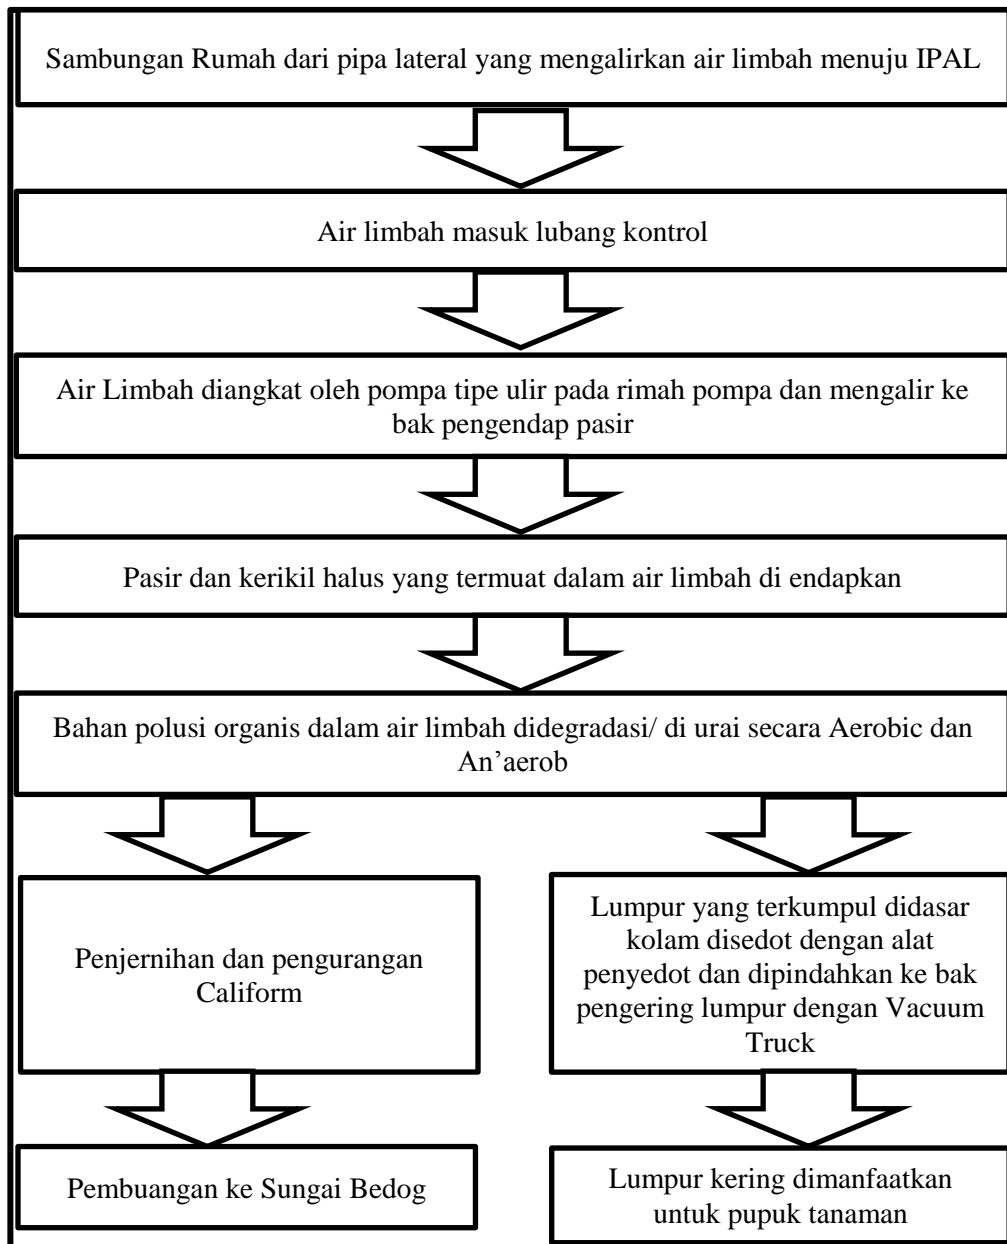 Sambungan Rumah dari pipa lateral yang mengalirkan air limbah menuju IPAL
Air limbah masuk lubang kontrol
Air Limbah diangkat oleh pompa tipe ulir pada rimah pompa dan mengalir ke
bak pengendap pasir
Pasir dan kerikil halus yang termuat dalam air limbah di endapkan
Bahan polusi organis dalam air limbah didegradasi/ di urai secara Aerobic dan
An’aerob
Penjernihan dan pengurangan
Caliform
Lumpur yang terkumpul didasar
kolam disedot dengan alat
penyedot dan dipindahkan ke bak
pengering lumpur dengan Vacuum
Truck
Pembuangan ke Sungai Bedog
Lumpur kering dimanfaatkan
untuk pupuk tanaman